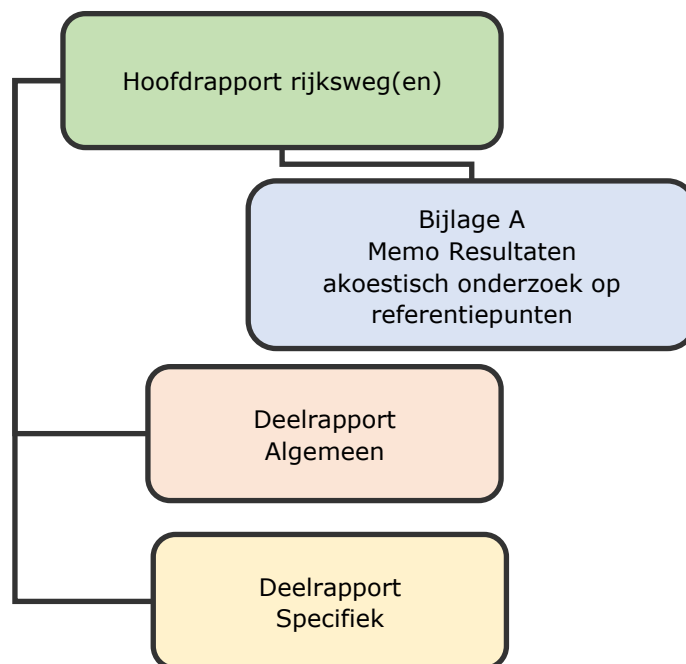 Hoofdrapport rijksweg(en)
Bijlage A
Memo Resultaten
akoestisch onderzoek op
referentiepunten
Deelrapport
Algemeen
Deelrapport
Specifiek